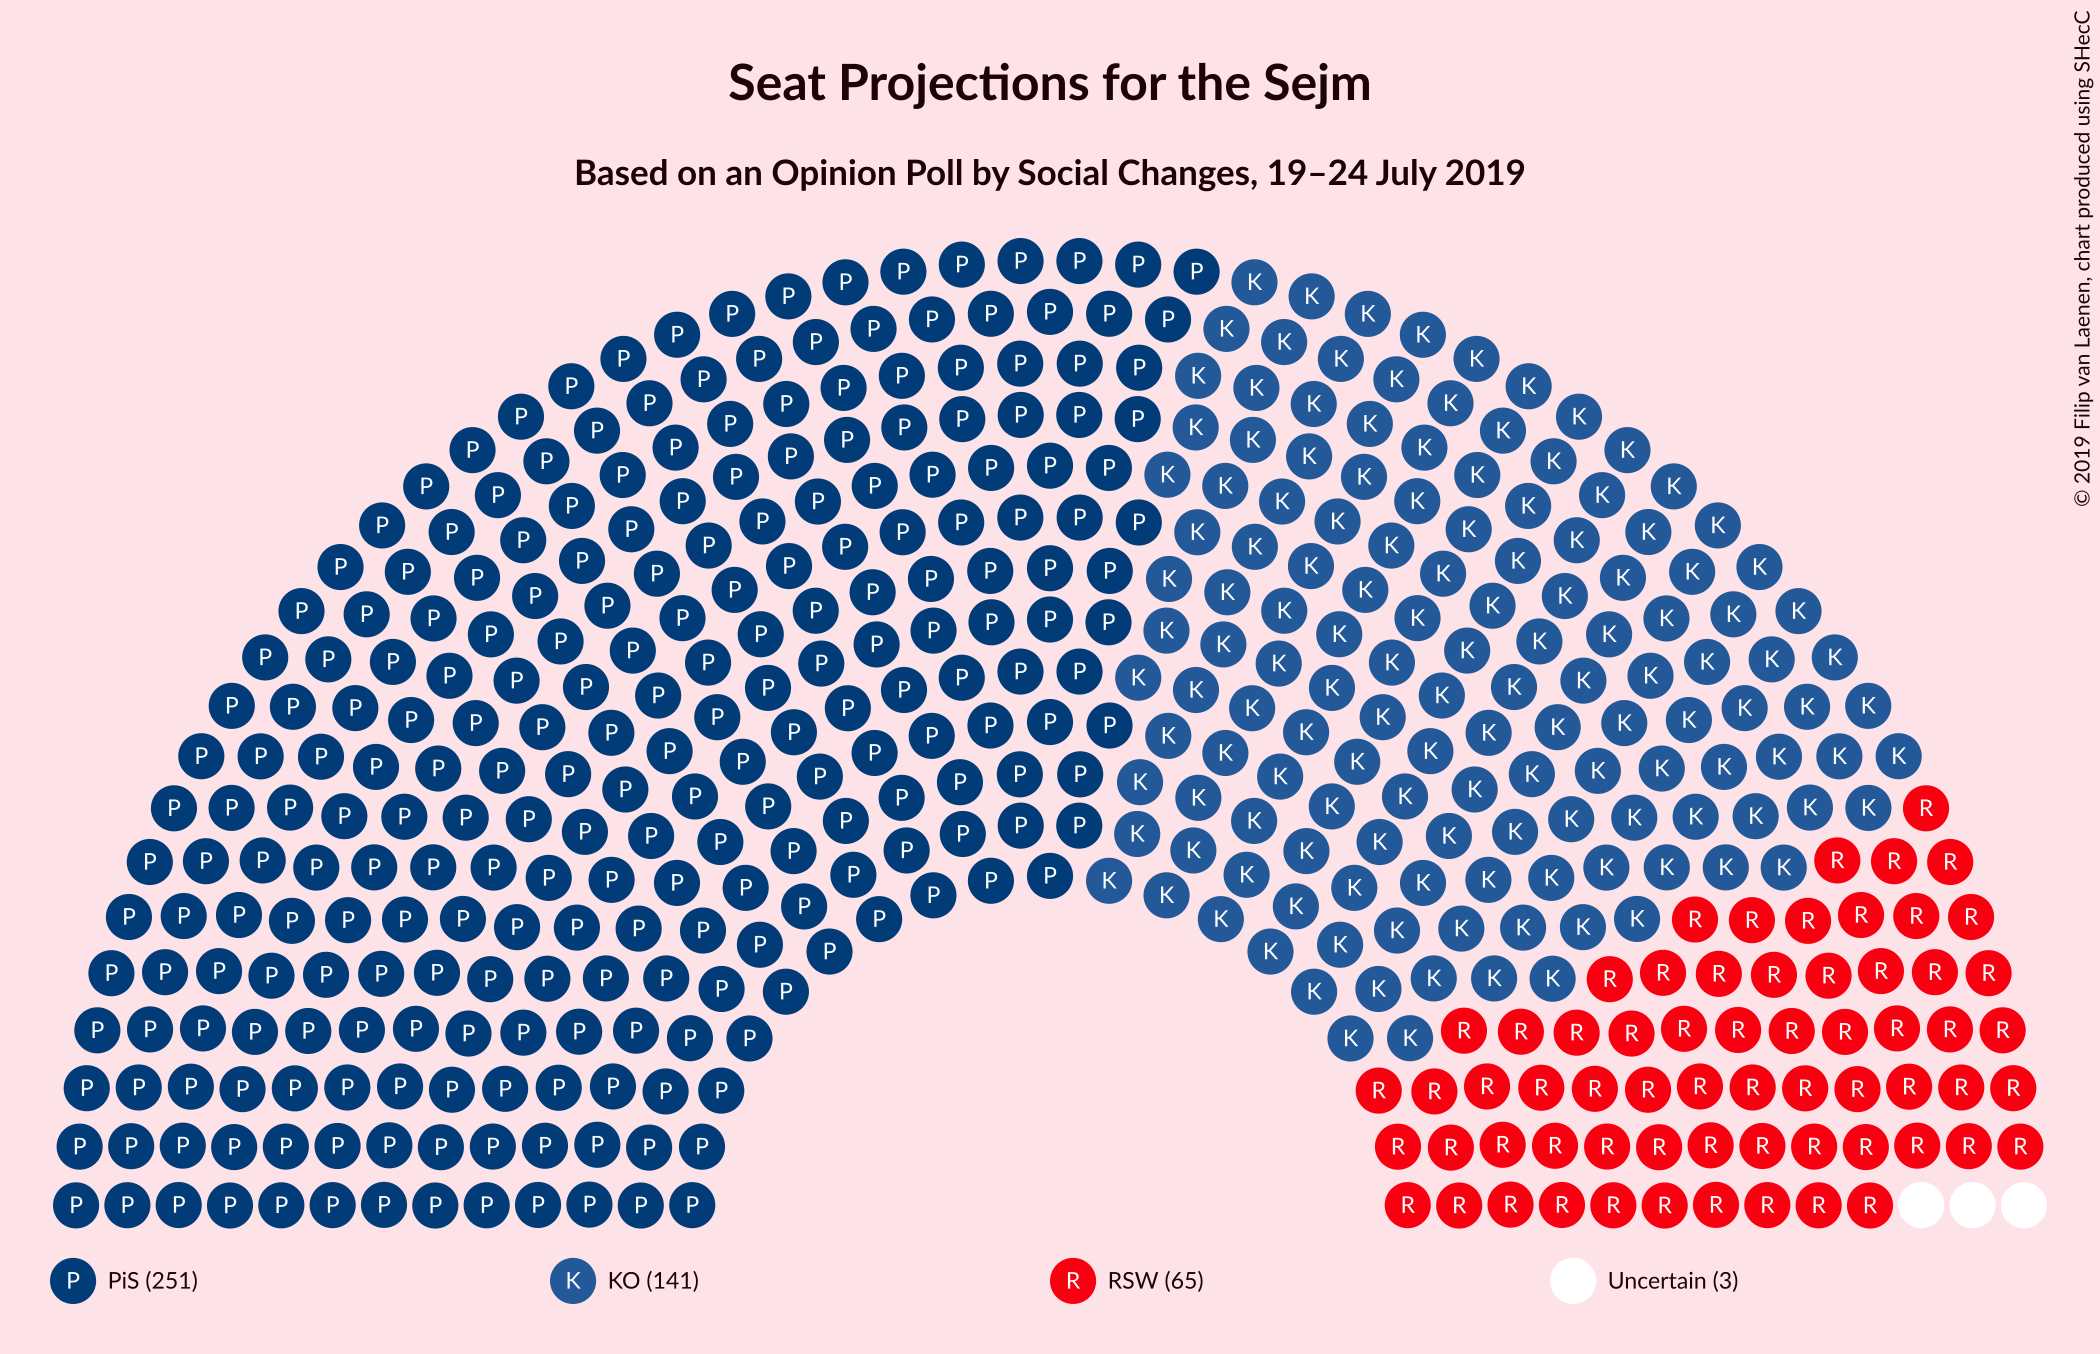 Seat Projections for the Sejm
Based on an Opinion Poll by Social Changes, 19–24 July 2019
© 2019 Filip van Laenen, chart produced using SHecC
P PiS (251)
K KO (141)
R RSW (65)
Uncertain (3)